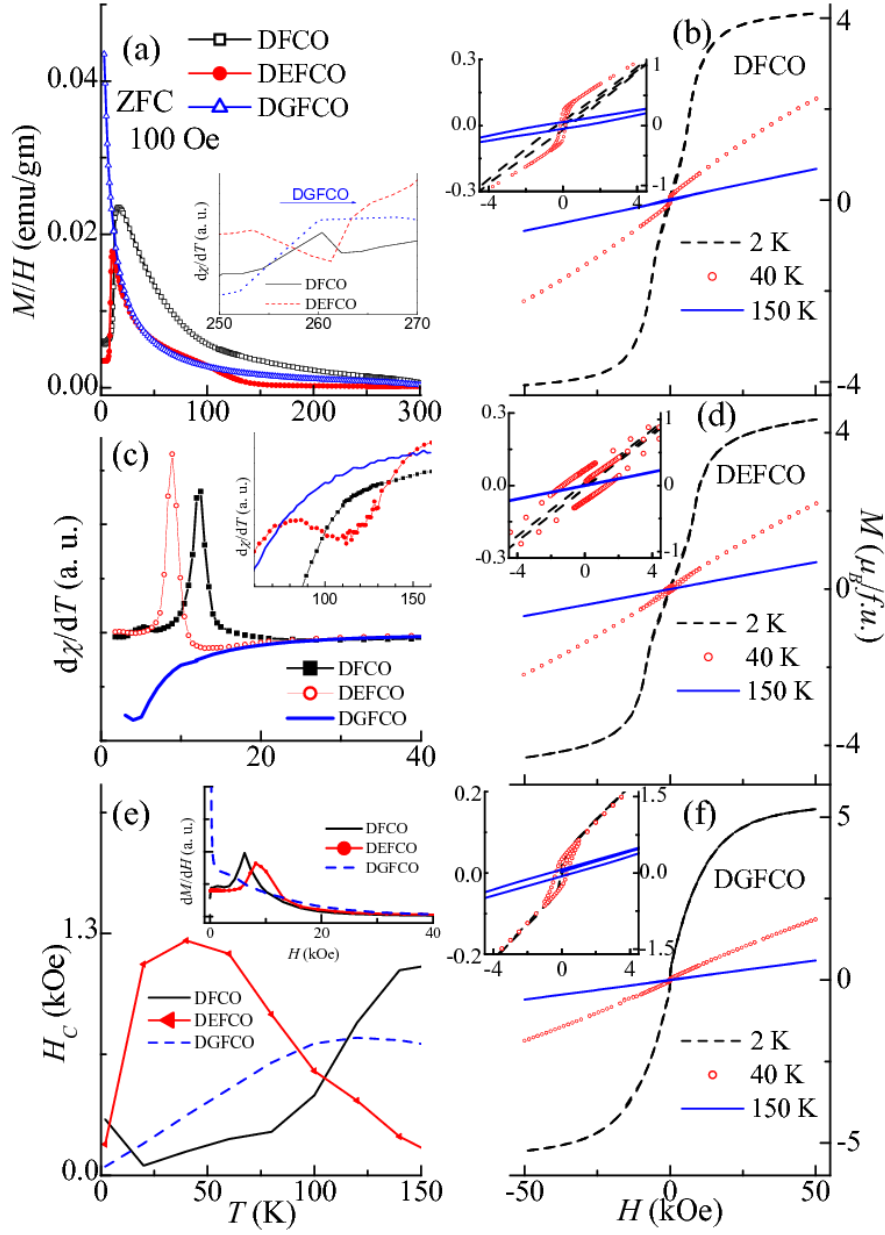 (a)
DFCO
DEFCO
DGFCO
ZFC
100 Oe
0.04
0.02
0.00
M/H (emu/gm)
0 100 200 300
dχ/dT (a. u.)
DGFCO
DFCO
DEFCO
250 260 270
(b)
DFCO
0.3
0.0
-0.3
1
0
-1
-4 0 4
2 K
40 K
150 K
4
0
-4
(c)
dχ/dT (a. u.)
dχ/dT (a. u.)
100 150
DFCO
DEFCO
DGFCO
0 20 40
(d)
DEFCO
0.3
0.0
-0.3
1
0
-1
-4 0 4
2 K
40 K
150 K
4
0
-4
M (μB/f.u.)
(e)
dM/dH (a. u.)
DFCO
DEFCO
DGFCO
0 10 20 30 40
H (kOe)
1.3
0.0
HC (kOe)
DFCO
DEFCO
DGFCO
0 50 100 150
T (K)
(f)
DGFCO
0.2
0.0
-0.2
1.5
0.0
-1.5
-4 0 4
2 K
40 K
150 K
5
0
-5
-50 0 50
H (kOe)